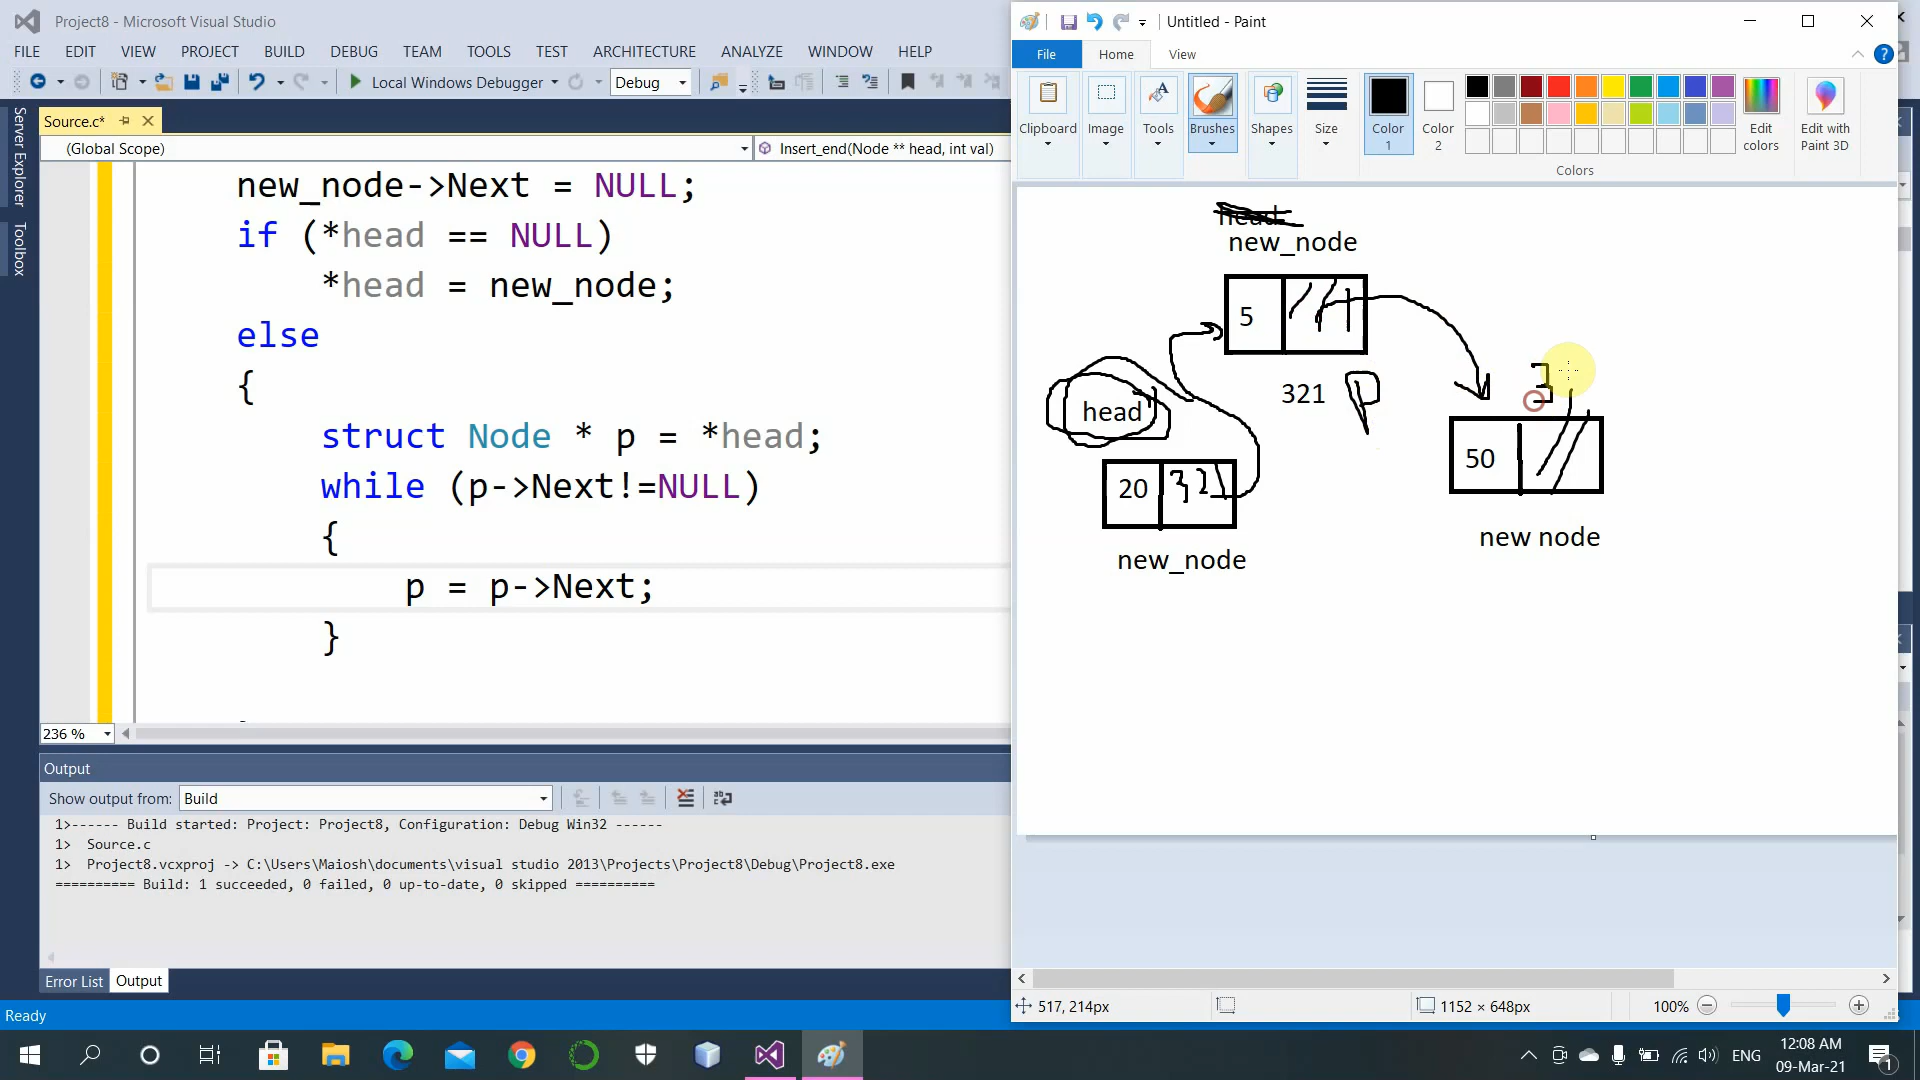 Project8 - Microsoft Visual Studio
FILE EDIT VIEW PROJECT BUILD DEBUG TEAM TOOLS TEST ARCHITECTURE ANALYZE WINDOW HELP
Local Windows Debugger Debug
Server Explorer
Toolbox
Source.c*
(Global Scope) Insert_end(Node ** head, int val)
new_node->Next = NULL;
if (*head == NULL)
*head = new_node;
else
{
struct Node * p = *head;
while (p->Next!=NULL)
{
p = p->Next;
}
236 %
Output
Show output from: Build
1>------ Build started: Project: Project8, Configuration: Debug Win32 ------
1> Source.c
1> Project8.vcxproj -> C:\Users\Maiosh\documents\visual studio 2013\Projects\Project8\Debug\Project8.exe
========== Build: 1 succeeded, 0 failed, 0 up-to-date, 0 skipped ==========
Error List Output
Ready
Untitled - Paint
File Home View
Clipboard Image Tools Brushes Shapes Size Color 1 Color 2 Edit colors Edit with Paint 3D
Colors
head
new_node
5
321 P
head
20 321
new_node
3
50
new node
517, 214px 1152 × 648px 100%
ENG 12:08 AM
09-Mar-21
1